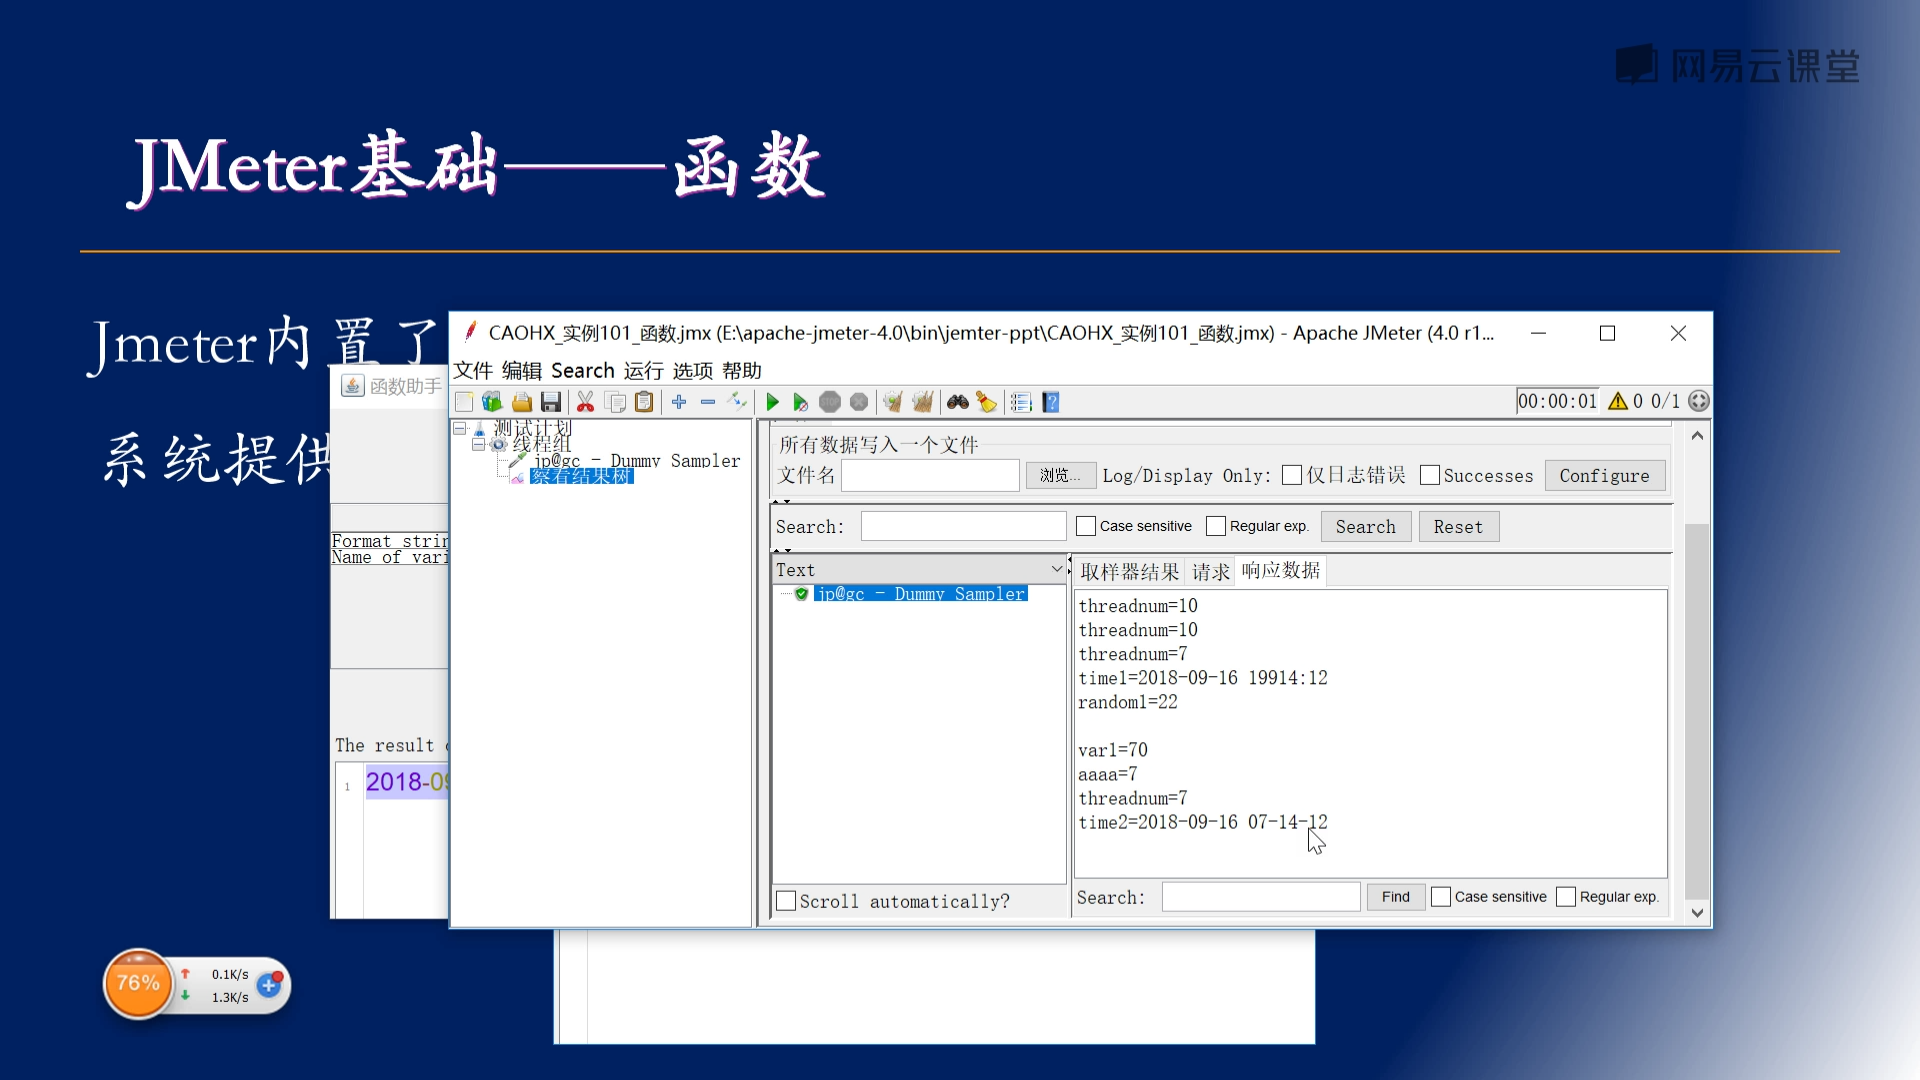 网易云课堂
JMeter基础——函数
Jmeter内置了
系统提供
函数助手
Format strin
Name of vari
The result
1
2018-09
CAOHX_实例101_函数.jmx (E:\apache-jmeter-4.0\bin\jemter-ppt\CAOHX_实例101_函数.jmx) - Apache JMeter (4.0 r1...
文件 编辑 Search 运行 选项 帮助
00:00:01 0 0/1
测试计划
线程组
jp@gc - Dummy Sampler
察看结果树
所有数据写入一个文件
文件名 浏览... Log/Display Only: 仅日志错误 Successes Configure
Search: Case sensitive Regular exp. Search Reset
Text
jp@gc - Dummy Sampler
Scroll automatically?
取样器结果 请求 响应数据
threadnum=10
threadnum=10
threadnum=7
time1=2018-09-16 19914:12
random1=22
var1=70
aaaa=7
threadnum=7
time2=2018-09-16 07-14-12
Search: Find Case sensitive Regular exp.
76%
0.1K/s
1.3K/s